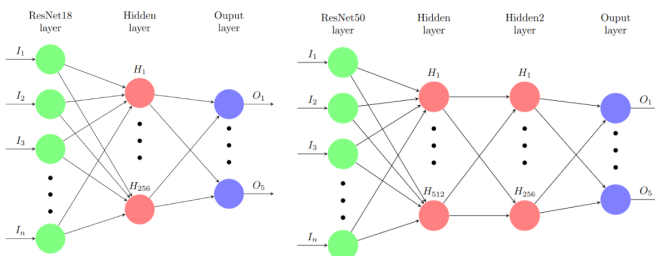 ResNet18 layer
Hidden layer
Ouput layer
I1
I2
I3
In
H1
H256
O1
O5
ResNet50 layer
Hidden layer
Hidden2 layer
Ouput layer
I1
I2
I3
In
H1
H512
H1
H256
O1
O5